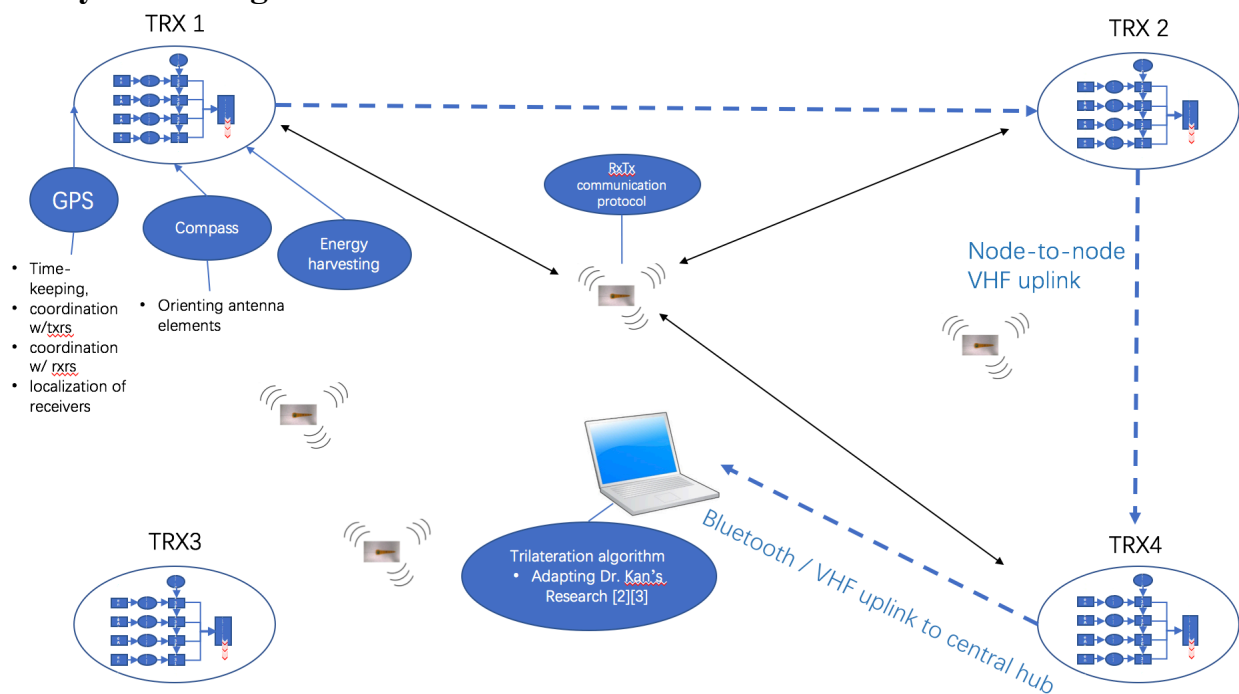 TRX 1
TRX 2
GPS
Compass
Energy
harvesting
RxTx
communication
protocol
Node-to-node
VHF uplink
• Time-
keeping,
• coordination
w/txrs
• coordination
w/ rxrs
• localization of
receivers
• Orienting antenna
elements
Trilateration algorithm
• Adapting Dr. Kan's
Research [2][3]
Bluetooth / VHF uplink to central hub
TRX3
TRX4